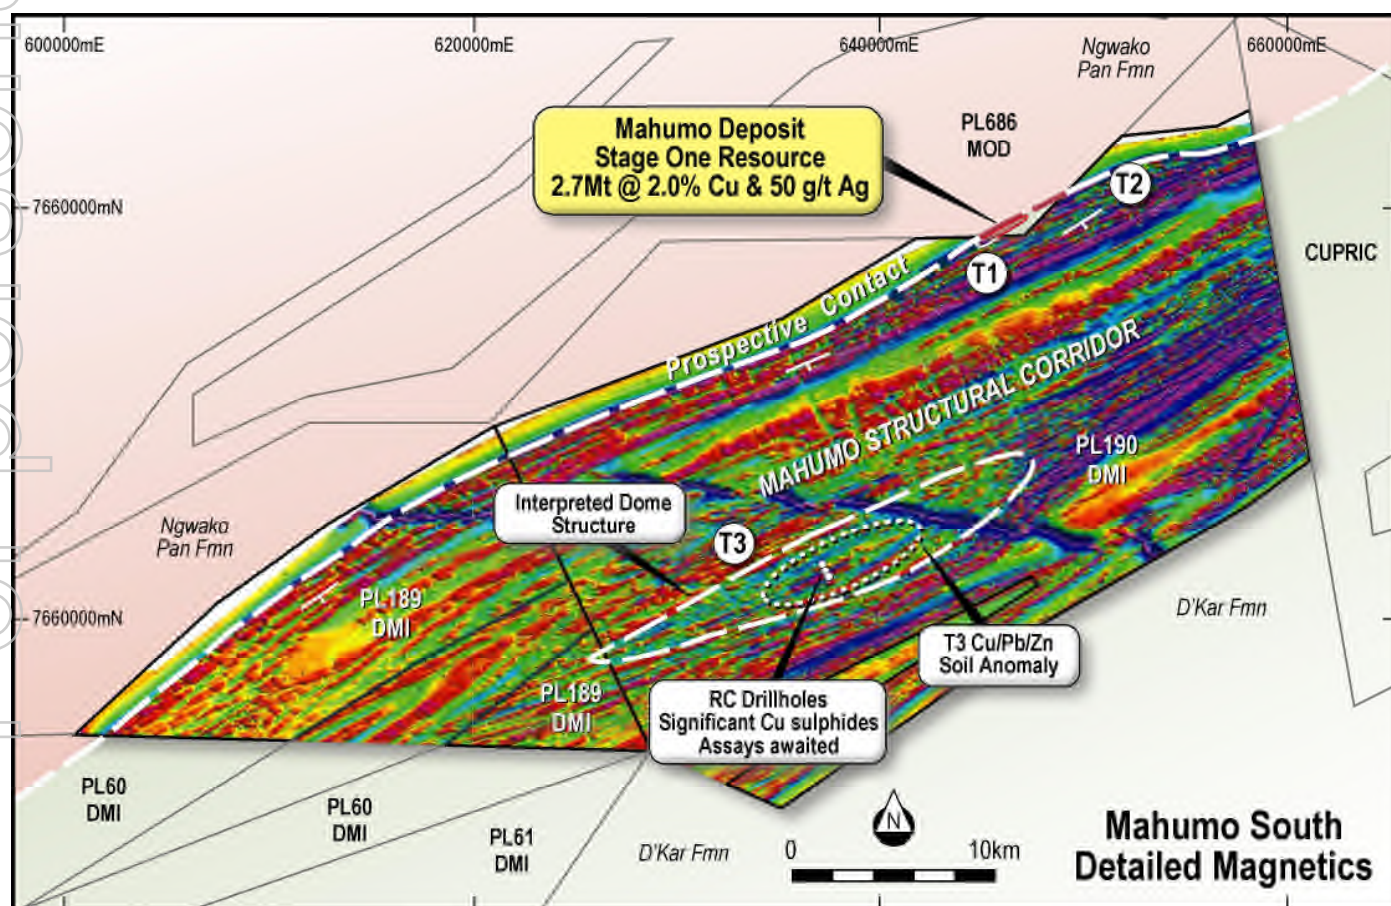 600000mE
620000mE
640000mE
660000mE
Ngwako
Pan Fmn
PL686
MOD
Mahumo Deposit
Stage One Resource
2.7Mt @ 2.0% Cu & 50 g/t Ag
7660000mN
T2
CUPRIC
T1
Prospective Contact
MAHUMO STRUCTURAL CORRIDOR
PL190
DMI
Interpreted Dome
Structure
T3
Ngwako
Pan Fmn
PL189
DMI
7660000mN
D'Kar Fmn
T3 Cu/Pb/Zn
Soil Anomaly
PL189
DMI
RC Drillholes
Significant Cu sulphides
Assays awaited
PL60
DMI
PL60
DMI
PL61
DMI
D'Kar Fmn
N
0 10km
Mahumo South
Detailed Magnetics